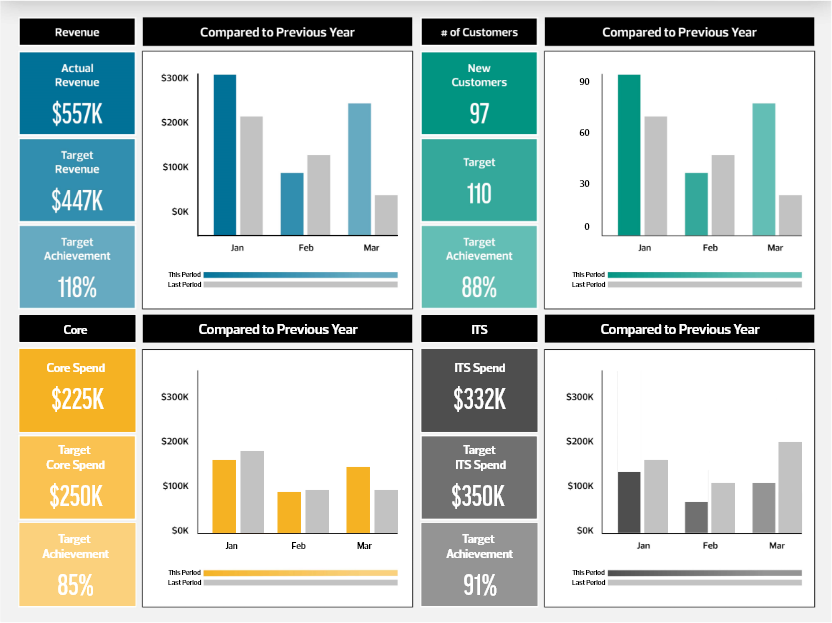 Revenue
Compared to Previous Year
# of Customers
Compared to Previous Year
Actual
Revenue
$557K
Target
Revenue
$447K
Target
Achievement
118%
$300K
$200K
$100K
$0K
Jan Feb Mar
This Period
Last Period
New
Customers
97
Target
110
Target
Achievement
88%
90
60
30
0
Jan Feb Mar
This Period
Last Period
Core
Compared to Previous Year
ITS
Compared to Previous Year
Core Spend
$225K
Target
Core Spend
$250K
Target
Achievement
85%
$300K
$200K
$100K
$0K
Jan Feb Mar
This Period
Last Period
ITS Spend
$332K
Target
ITS Spend
$350K
Target
Achievement
91%
$300K
$200K
$100K
$0K
Jan Feb Mar
This Period
Last Period